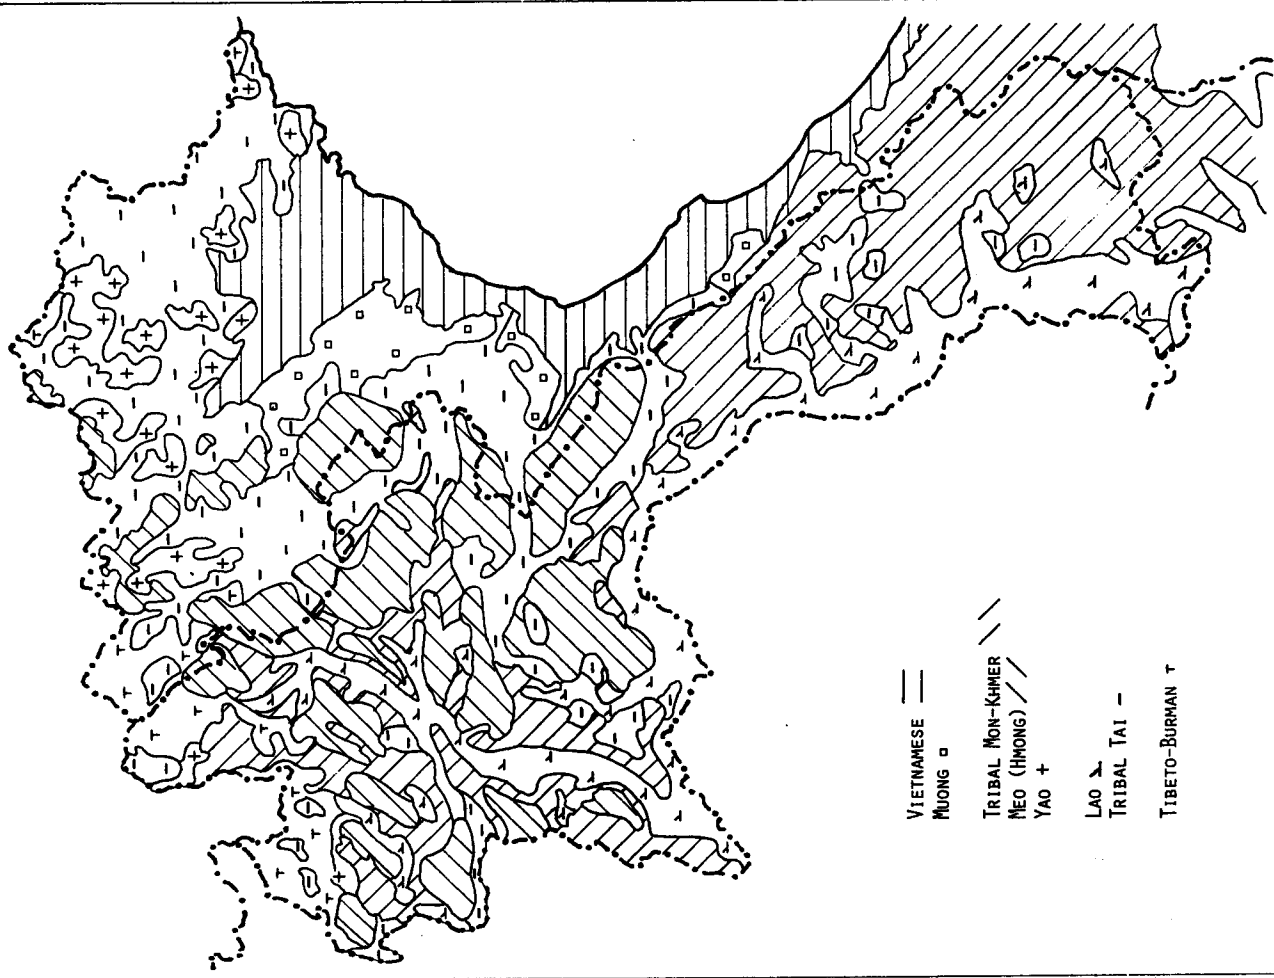 VIETNAMESE
MUONG
TRIBAL MON-KHMER
MEO (HMONG)
YAO +
LAO ⅄
TRIBAL TAI –
TIBETO-BURMAN T